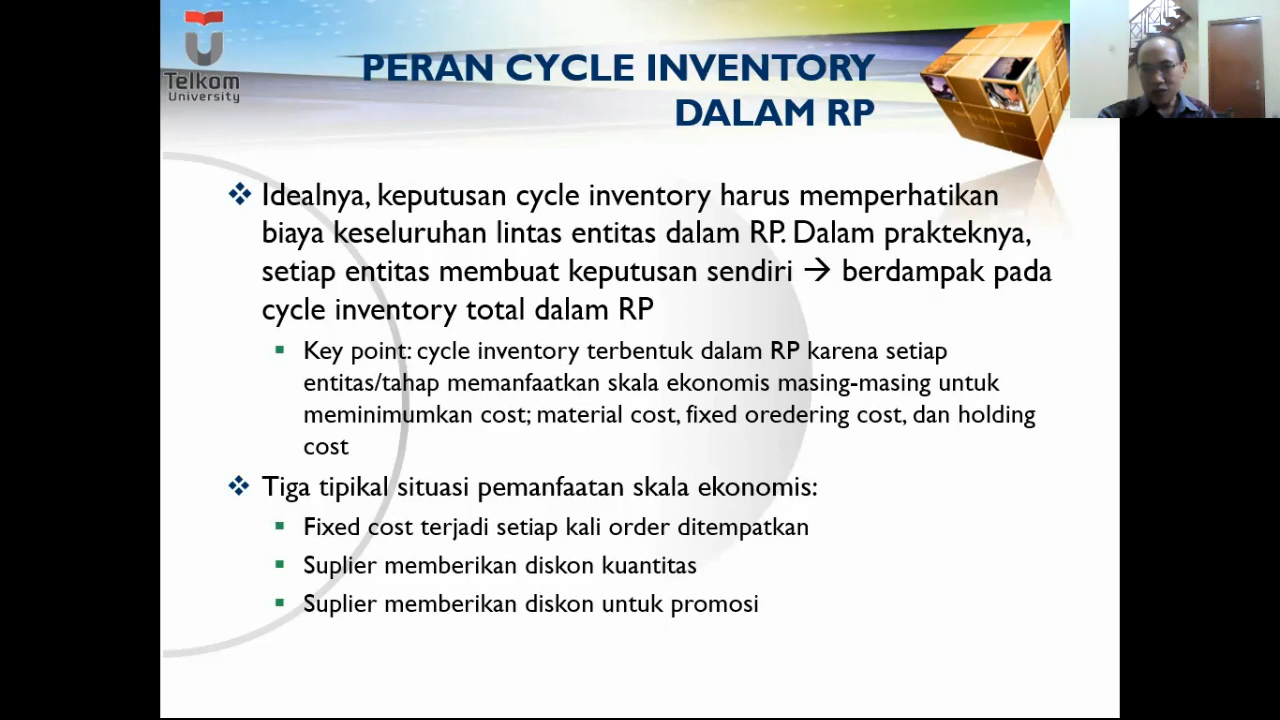 Telkom
University
PERAN CYCLE INVENTORY
DALAM RP
Idealnya, keputusan cycle inventory harus memperhatikan
biaya keseluruhan lintas entitas dalam RP. Dalam prakteknya,
setiap entitas membuat keputusan sendiri → berdampak pada
cycle inventory total dalam RP
Key point: cycle inventory terbentuk dalam RP karena setiap
entitas/tahap memanfaatkan skala ekonomis masing-masing untuk
meminimumkan cost; material cost, fixed oredering cost, dan holding
cost
Tiga tipikal situasi pemanfaatan skala ekonomis:
Fixed cost terjadi setiap kali order ditempatkan
Suplier memberikan diskon kuantitas
Suplier memberikan diskon untuk promosi